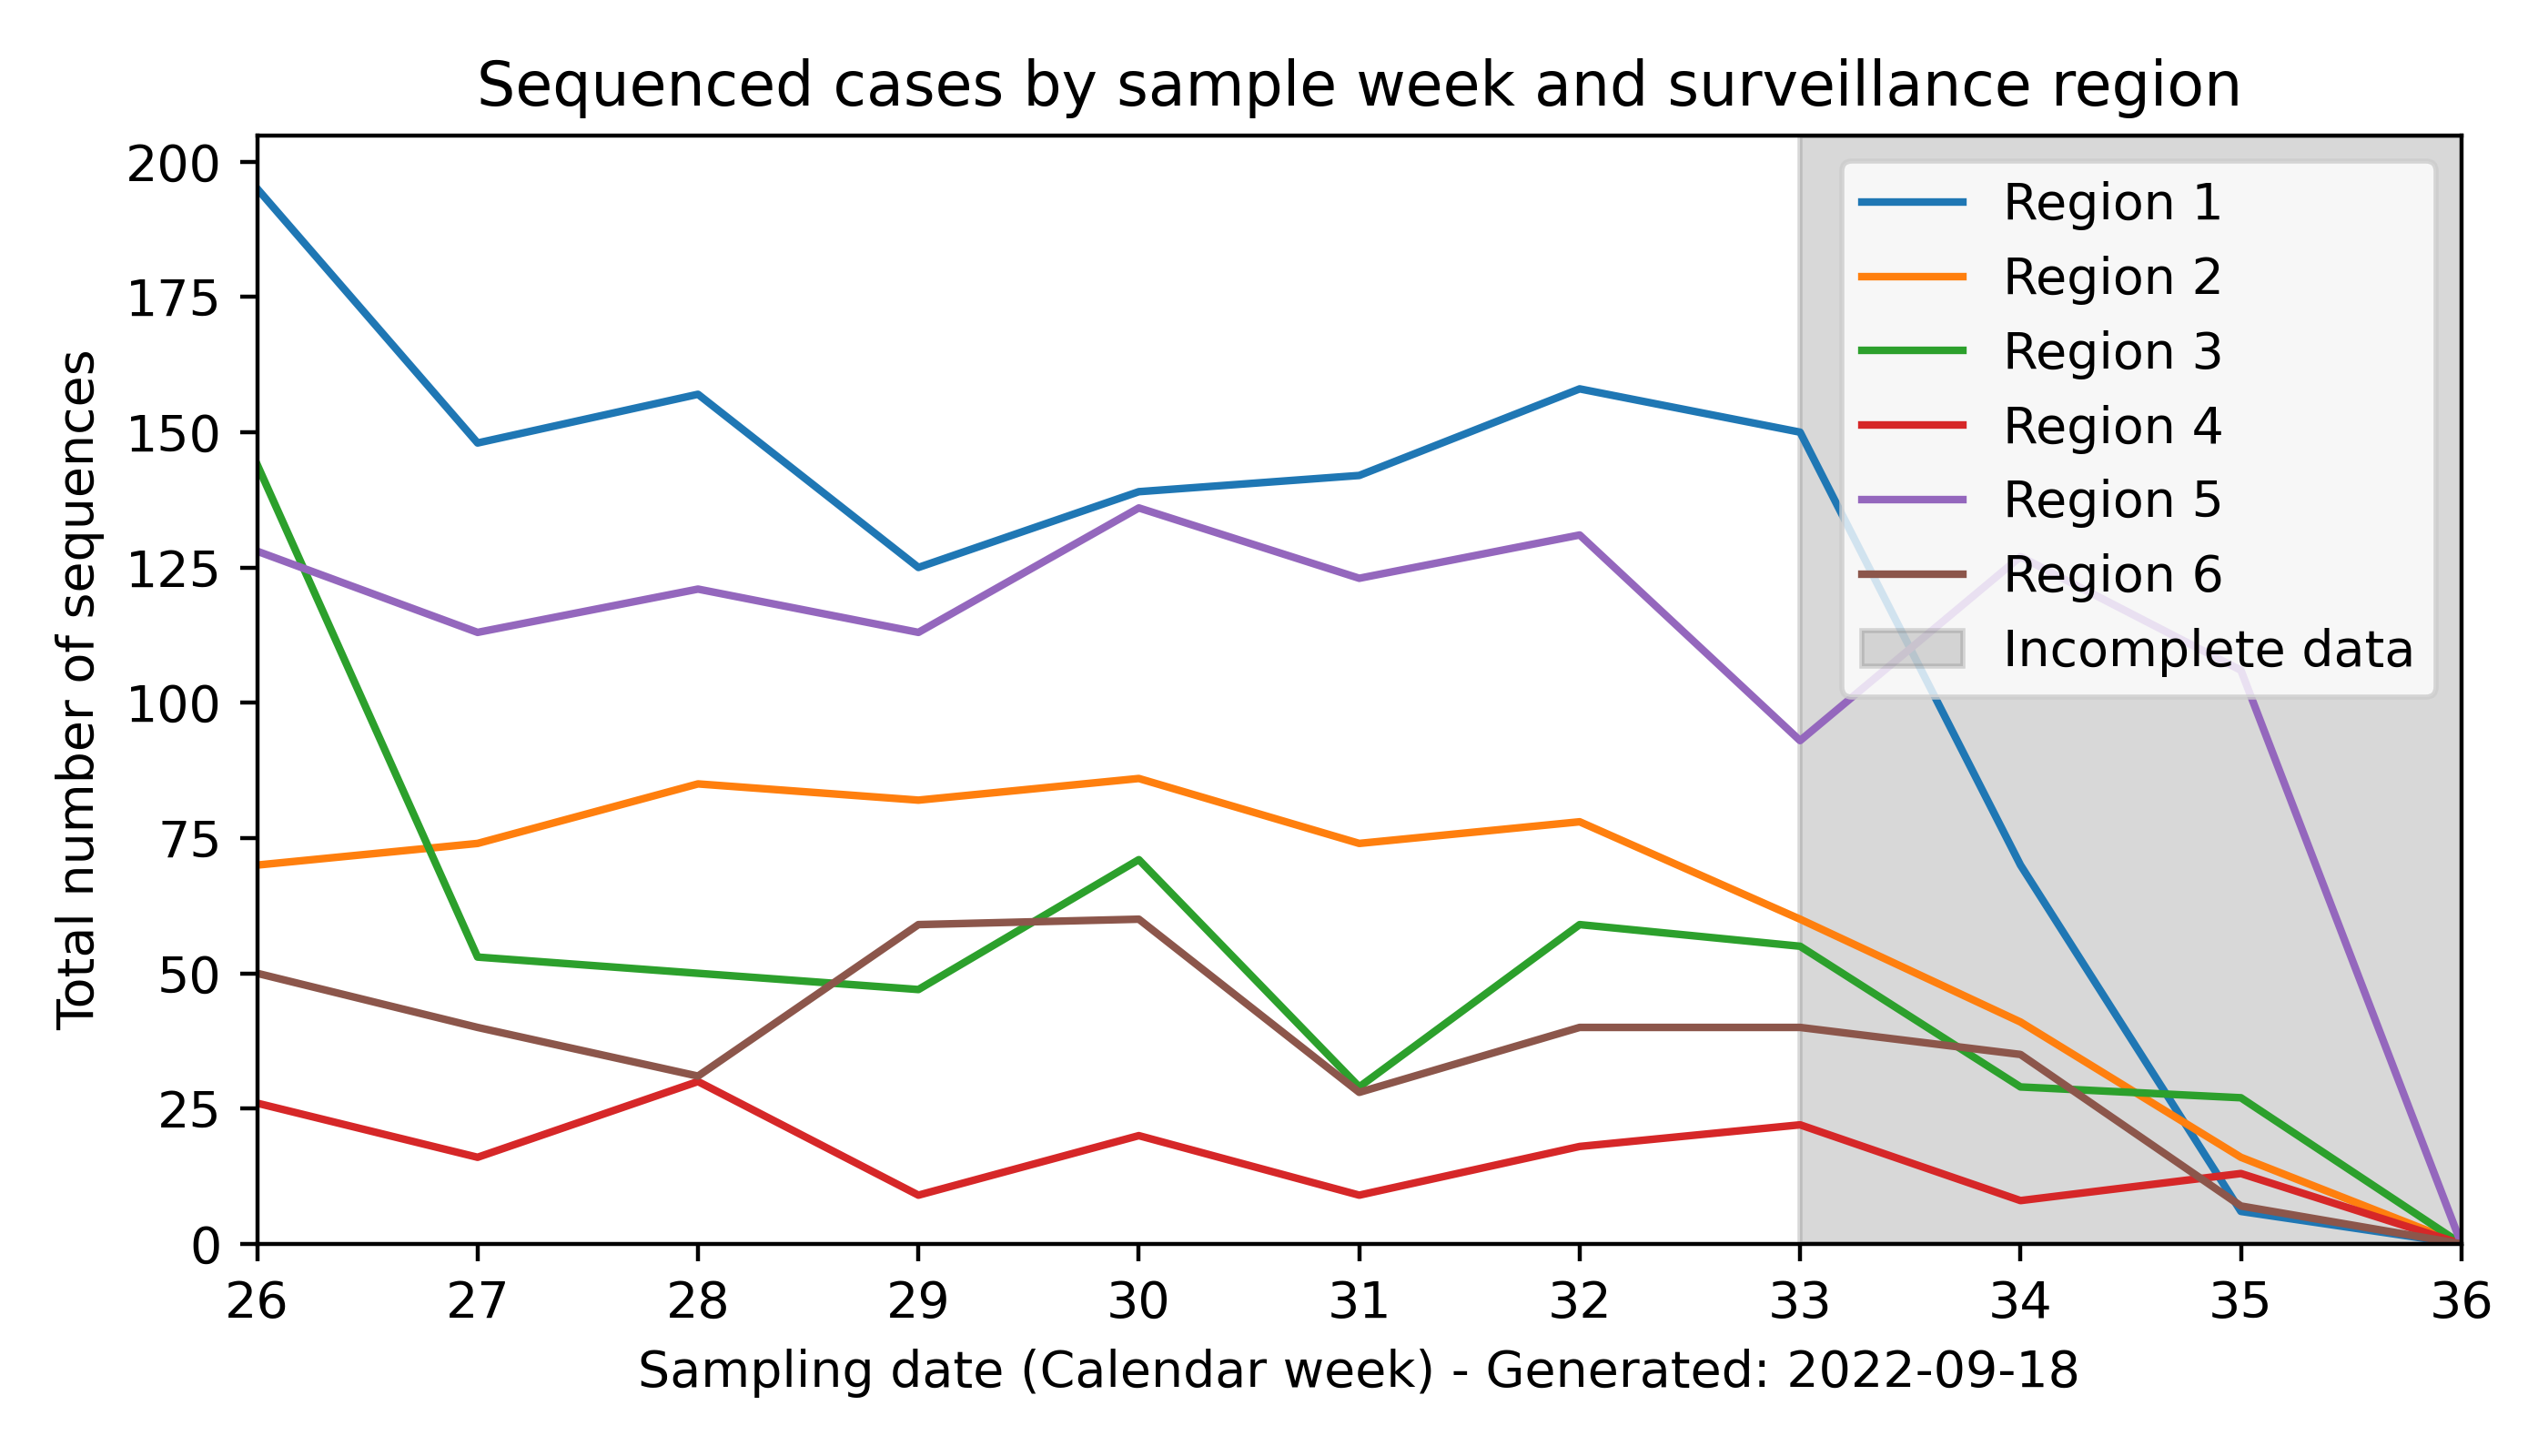 Sequenced cases by sample week and surveillance region
Total number of sequences
200
175
150
125
100
75
50
25
0
Region 1
Region 2
Region 3
Region 4
Region 5
Region 6
Incomplete data
26 27 28 29 30 31 32 33 34 35 36
Sampling date (Calendar week) - Generated: 2022-09-18